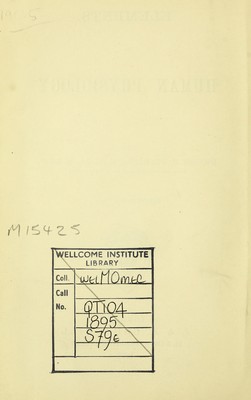 M15425
WELLCOME INSTITUTE
LIBRARY
Coll. WelMOmeC
Call
No. QT104
1895
S79e